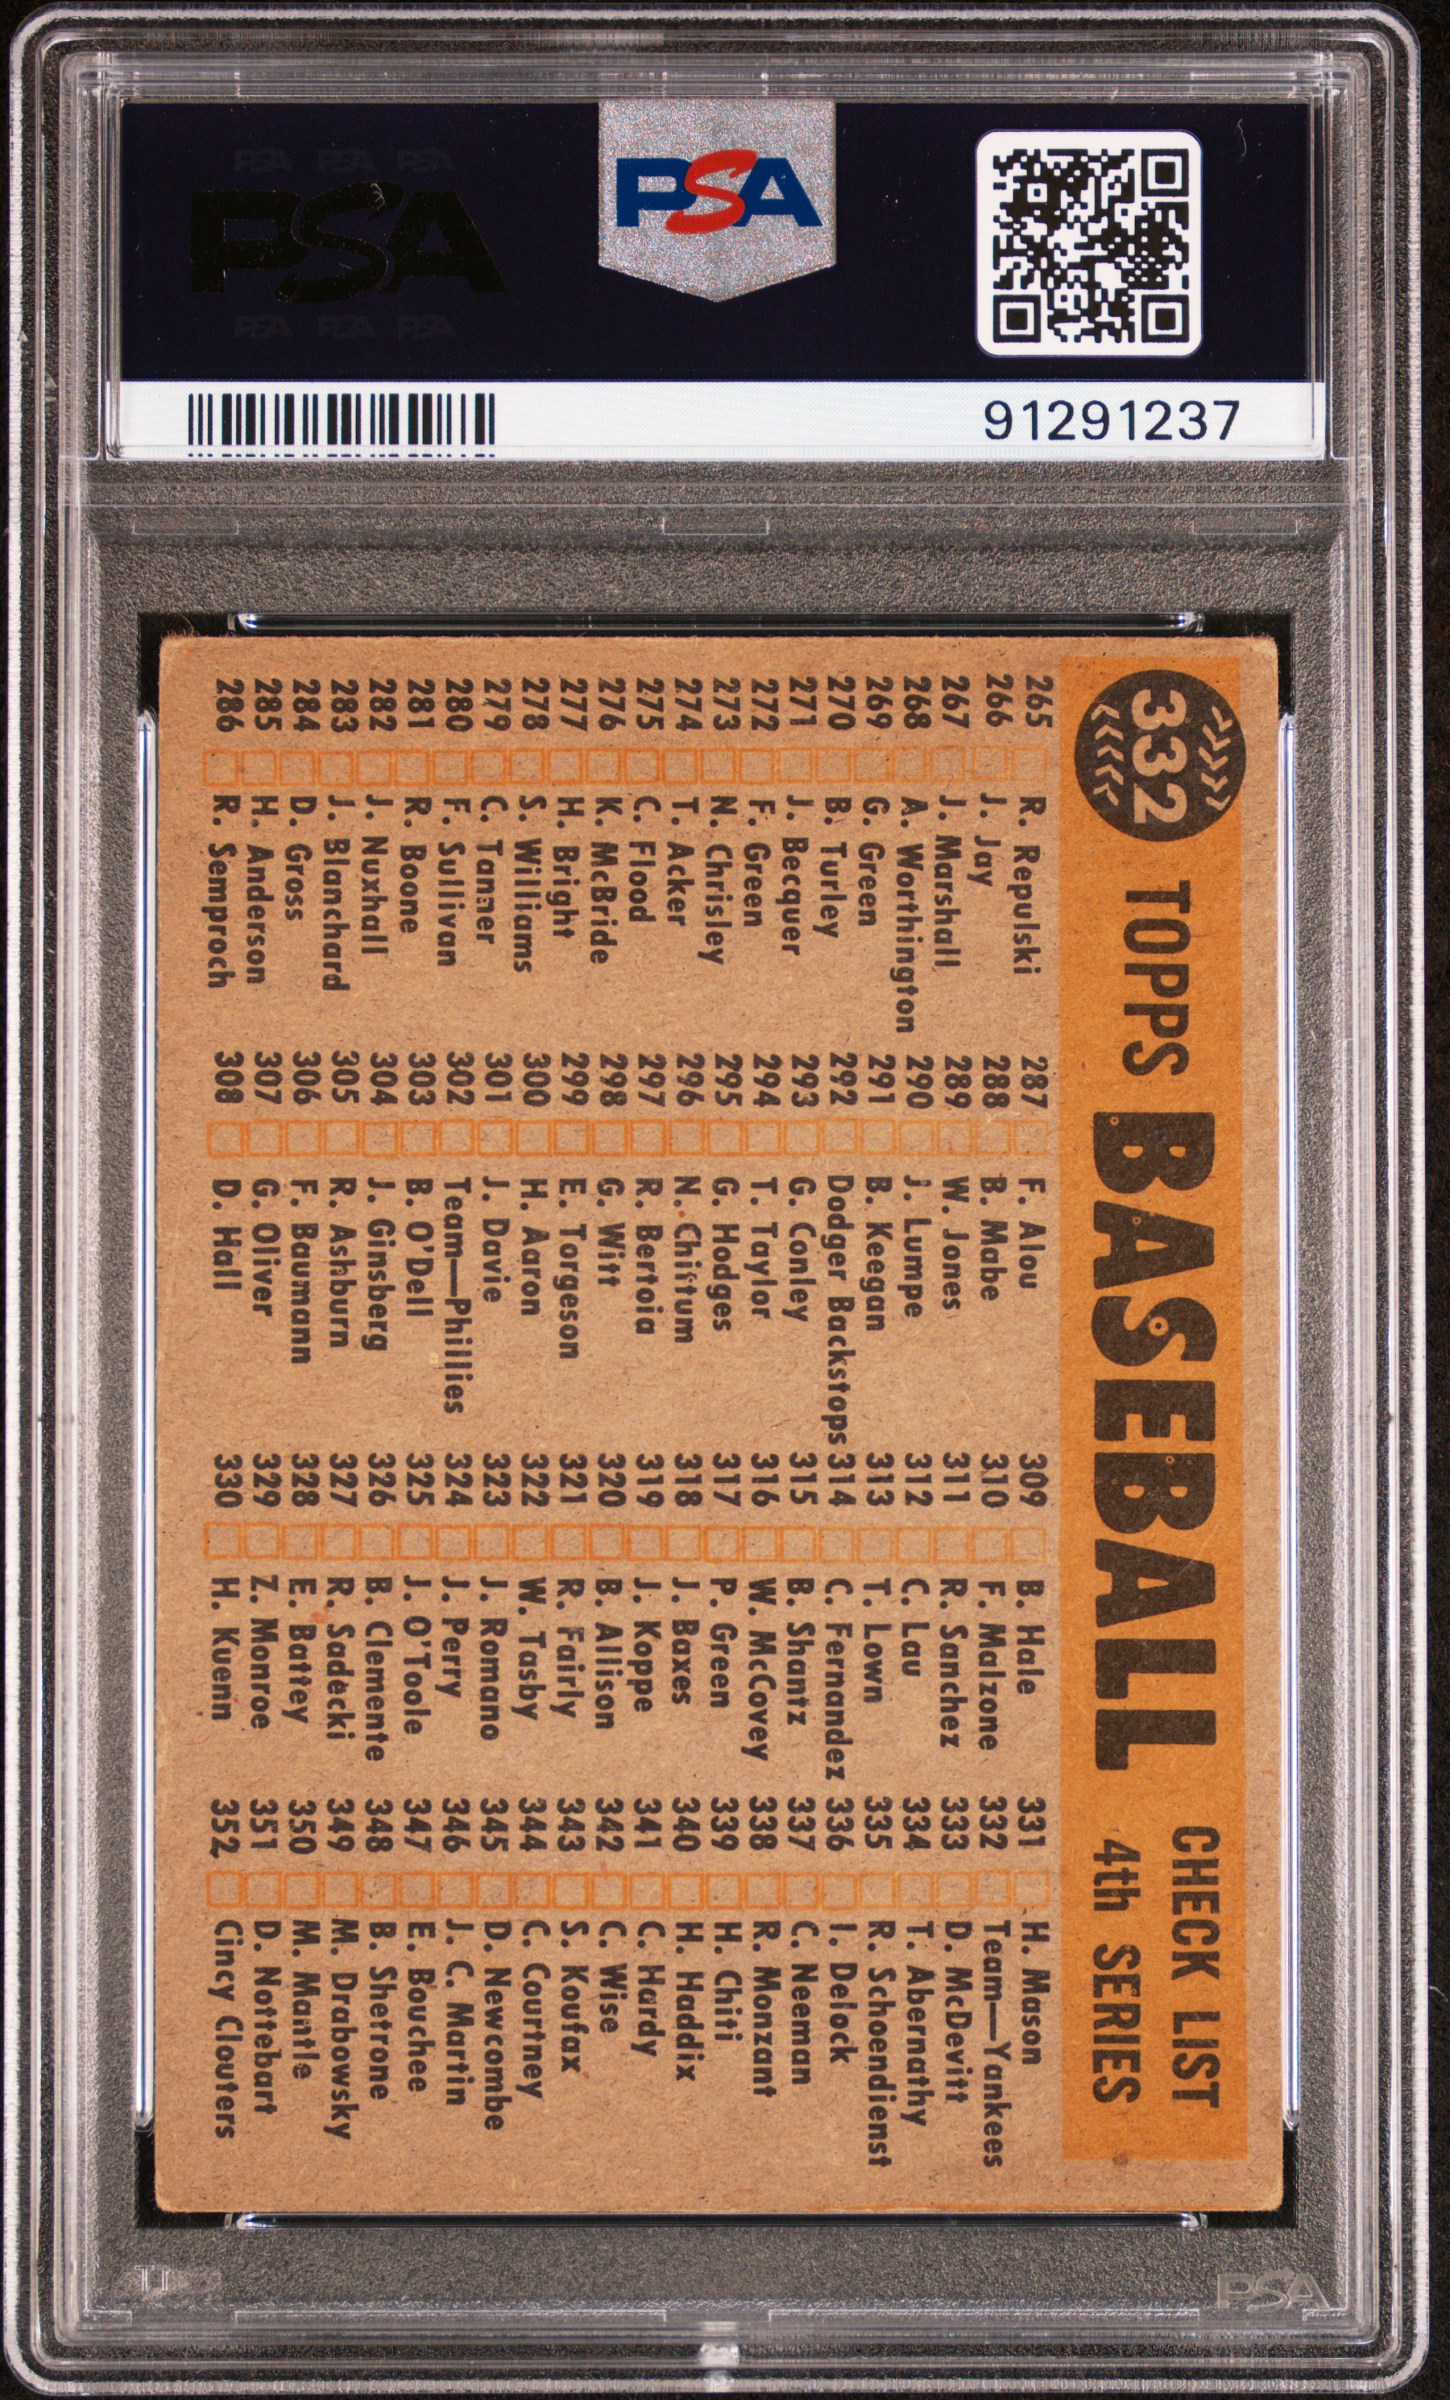 PSA PSA PSA
PSA
PSA PSA PSA
PSA
91291237
332 TOPPS BASEBALL CHECK LIST
4th SERIES
265 R. Repulski
266 J. Jay
267 J. Marshall
268 A. Worthington
269 G. Green
270 B. Turley
271 J. Becquer
272 F. Green
273 N. Chrisley
274 T. Acker
275 C. Flood
276 K. McBride
277 H. Bright
278 S. Williams
279 C. Tanner
280 F. Sullivan
281 R. Boone
282 J. Nuxhall
283 J. Blanchard
284 D. Gross
285 H. Anderson
286 R. Semproch
287 F. Alou
288 B. Mabe
289 W. Jones
290 J. Lumpe
291 B. Keegan
292 Dodger Backstops
293 G. Conley
294 T. Taylor
295 G. Hodges
296 N. Chittum
297 R. Bertoia
298 G. Witt
299 E. Torgeson
300 H. Aaron
301 J. Davie
302 Team—Phillies
303 B. O'Dell
304 J. Ginsberg
305 R. Ashburn
306 F. Baumann
307 G. Oliver
308 D. Hall
309 B. Hale
310 F. Malzone
311 R. Sanchez
312 C. Lau
313 T. Lown
314 C. Fernandez
315 B. Shantz
316 W. McCovey
317 P. Green
318 J. Baxes
319 J. Koppe
320 B. Allison
321 R. Fairly
322 W. Tasby
323 J. Romano
324 J. Perry
325 J. O'Toole
326 B. Clemente
327 R. Sadecki
328 E. Battey
329 Z. Monroe
330 H. Kuenn
331 H. Mason
332 Team—Yankees
333 D. McDevitt
334 T. Abernathy
335 R. Schoendienst
336 I. Delock
337 C. Neeman
338 R. Monzant
339 H. Chiti
340 H. Haddix
341 C. Hardy
342 C. Wise
343 S. Koufax
344 C. Courtney
345 D. Newcombe
346 J. C. Martin
347 E. Bouchee
348 B. Shetrone
349 M. Drabowsky
350 M. Mantle
351 D. Nottebart
352 Cincy Clouters
PSA